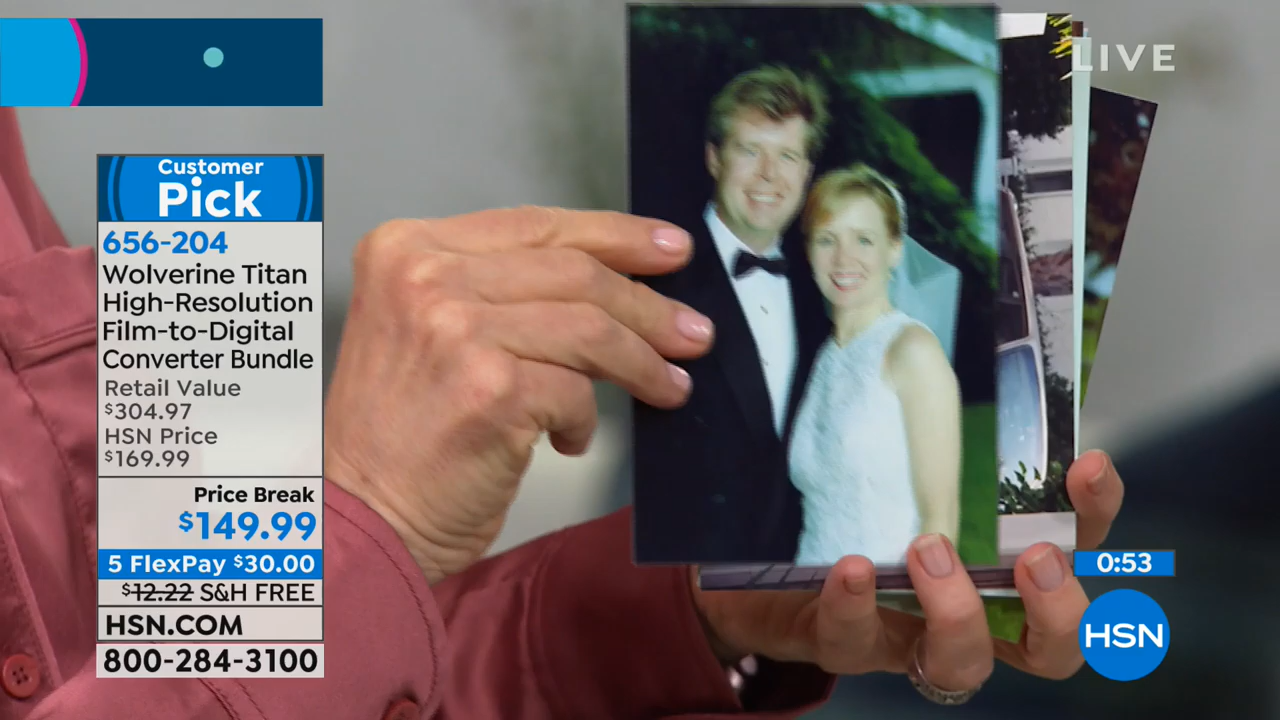 LIVE
Customer
Pick
656-204
Wolverine Titan
High-Resolution
Film-to-Digital
Converter Bundle
Retail Value
$304.97
HSN Price
$169.99
Price Break
$149.99
5 FlexPay $30.00
$12.22 S&H FREE
HSN.COM
800-284-3100
0:53
HSN